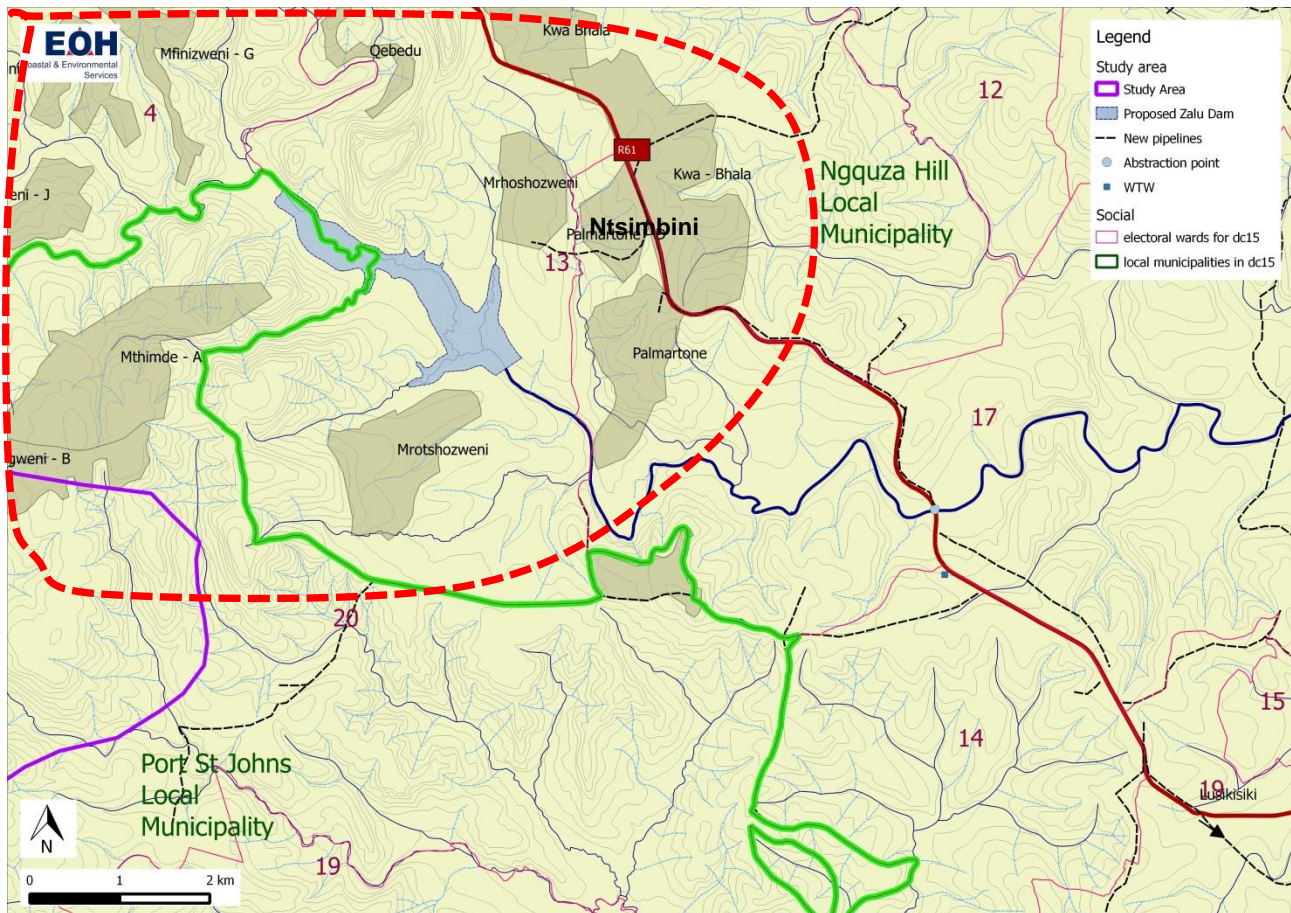 EOH
Coastal & Environmental
Services
Mfinizweni - G
Qebedu
Kwa Bhala
4
12
R61
Kwa - Bhala
Mrhoshozweni
Ntsimbini
13
eni - J
Ngquza Hill
Local
Municipality
Mthimde - A
Palmartone
17
Mrotshozweni
gweni - B
20
15
14
19
Lusikisiki
Port St Johns
Local
Municipality
19
N
0 1 2 km
Legend
Study area
Study Area
Proposed Zalu Dam
New pipelines
Abstraction point
WTW
Social
electoral wards for dc15
local municipalities in dc15